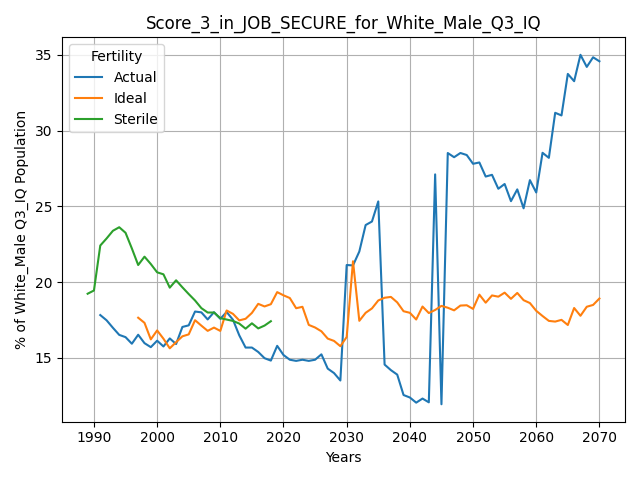 Score_3_in_JOB_SECURE_for_White_Male_Q3_IQ
Fertility
Actual
Ideal
Sterile
% of White_Male Q3_IQ Population
35
30
25
20
15
1990 2000 2010 2020 2030 2040 2050 2060 2070
Years